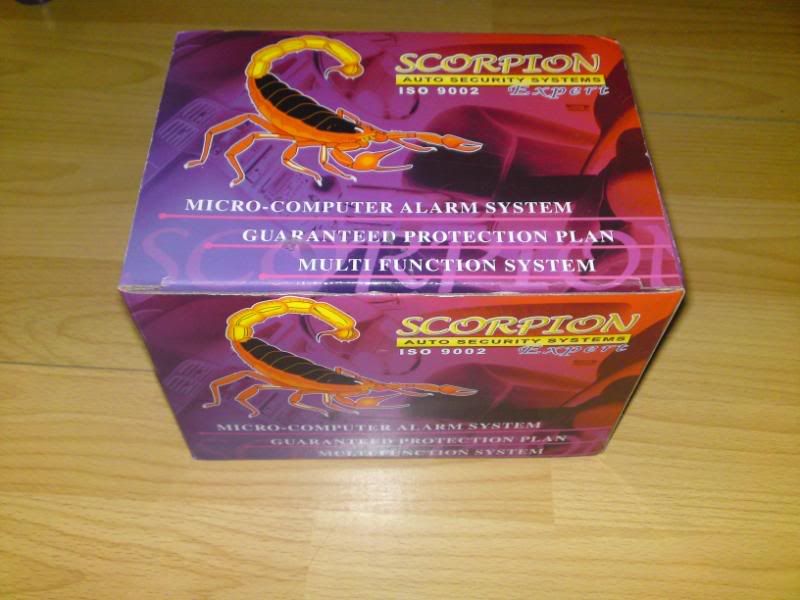 SCORPION
AUTO SECURITY SYSTEMS
ISO 9002 Expert
MICRO-COMPUTER ALARM SYSTEM
GUARANTEED PROTECTION PLAN
MULTI FUNCTION SYSTEM
SCORPION
SCORPION
AUTO SECURITY SYSTEMS
ISO 9002 Expert
MICRO-COMPUTER ALARM SYSTEM
GUARANTEED PROTECTION PLAN
MULTI FUNCTION SYSTEM